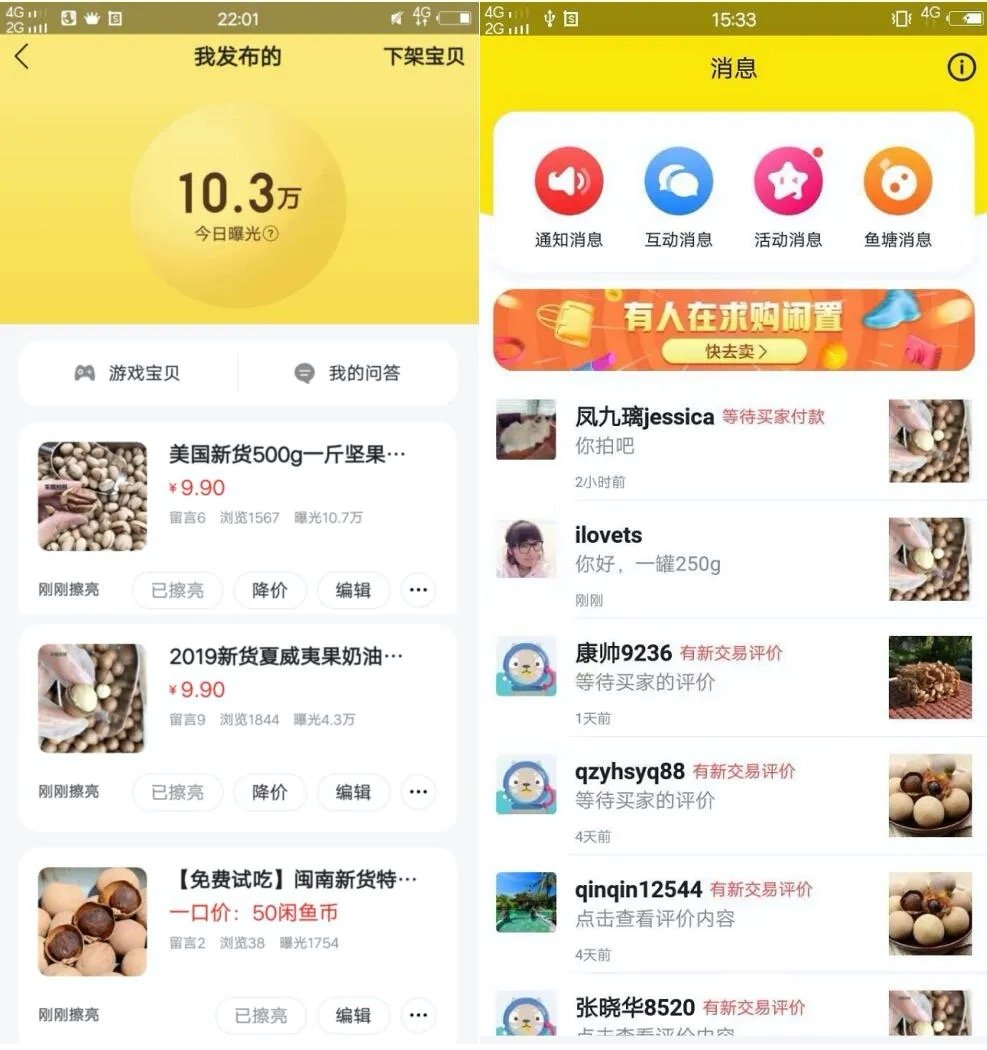 4G
2G
22:01
4G
我发布的
下架宝贝
10.3万
今日曝光?
游戏宝贝
我的问答
美国新货500g一斤坚果…
¥9.90
留言6 浏览1567 曝光10.7万
刚刚擦亮
已擦亮
降价
编辑
2019新货夏威夷果奶油…
¥9.90
留言9 浏览1844 曝光4.3万
刚刚擦亮
已擦亮
降价
编辑
【免费试吃】闽南新货特…
一口价：50闲鱼币
留言2 浏览38 曝光1754
刚刚擦亮
已擦亮
编辑
4G
2G
15:33
4G
消息
通知消息
互动消息
活动消息
鱼塘消息
有人在求购闲置
快去卖>
凤九璃jessica 等待买家付款
你拍吧
2小时前
ilovets
你好，一罐250g
刚刚
康帅9236 有新交易评价
等待买家的评价
1天前
qzyhsyq88 有新交易评价
等待买家的评价
4天前
qinqin12544 有新交易评价
点击查看评价内容
4天前
张晓华8520 有新交易评价
点击查看评价内容